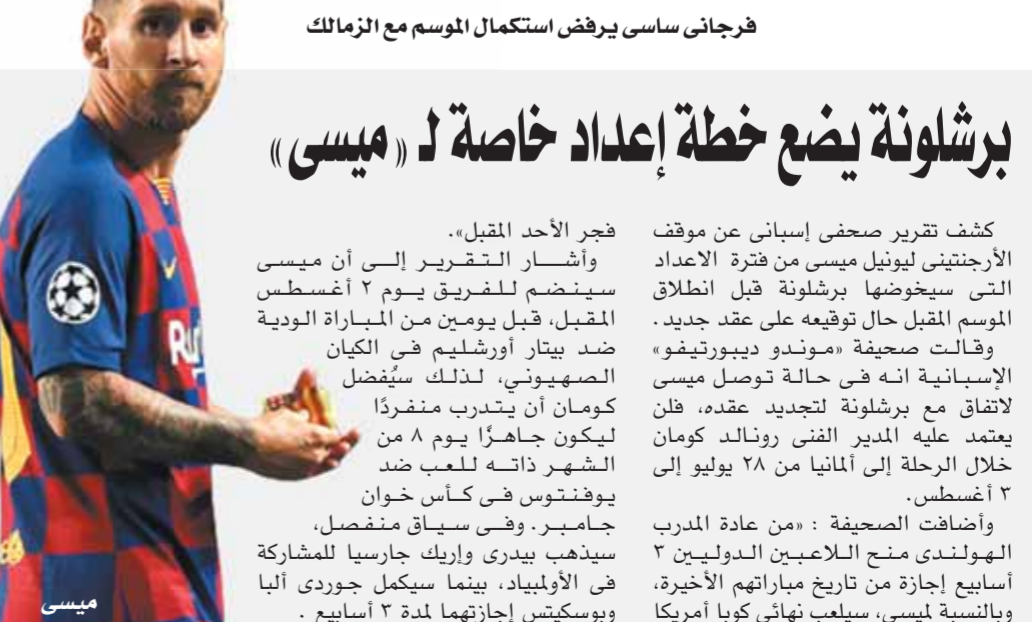 فرجانى ساسى يرفض استكمال الموسم مع الزمالك
برشلونة يضع خطة إعداد خاصة لـ «ميسى»
كشف تقرير صحفى إسبانى عن موقف
الأرجنتينى ليونيل ميسى من فترة الاعداد
التى سيخوضها برشلونة قبل انطلاق
الموسم المقبل حال توقيعه على عقد جديد.
وقالت صحيفة «موندو ديبورتيفو»
الإسبانية انه فى حالة توصل ميسى
لاتفاق مع برشلونة لتجديد عقده، فلن
يعتمد عليه المدير الفنى رونالد كومان
خلال الرحلة إلى ألمانيا من ٢٨ يوليو إلى
٣ أغسطس.
وأضافت الصحيفة : «من عادة المدرب
الهولندى منح اللاعبين الدوليين ٣
أسابيع إجازة من تاريخ مباراتهم الأخيرة،
وبالنسبة لميسى، سيلعب نهائى كوبا أمريكا
فجر الأحد المقبل».
وأشار التقرير إلى أن ميسى
سينضم للفريق يوم ٢ أغسطس
المقبل، قبل يومين من المباراة الودية
ضد بيتار أورشليم فى الكيان
الصهيوني، لذلك سيُفضل
كومان أن يتدرب منفردًا
ليكون جاهزًا يوم ٨ من
الشهر ذاته للعب ضد
يوفنتوس فى كأس خوان
جامبر. وفى سياق منفصل،
سيذهب بيدرى وإريك جارسيا للمشاركة
فى الأولمبياد، بينما سيكمل جوردى ألبا
وبوسكيتس إجازتهما لمدة ٣ أسابيع .
ميسى